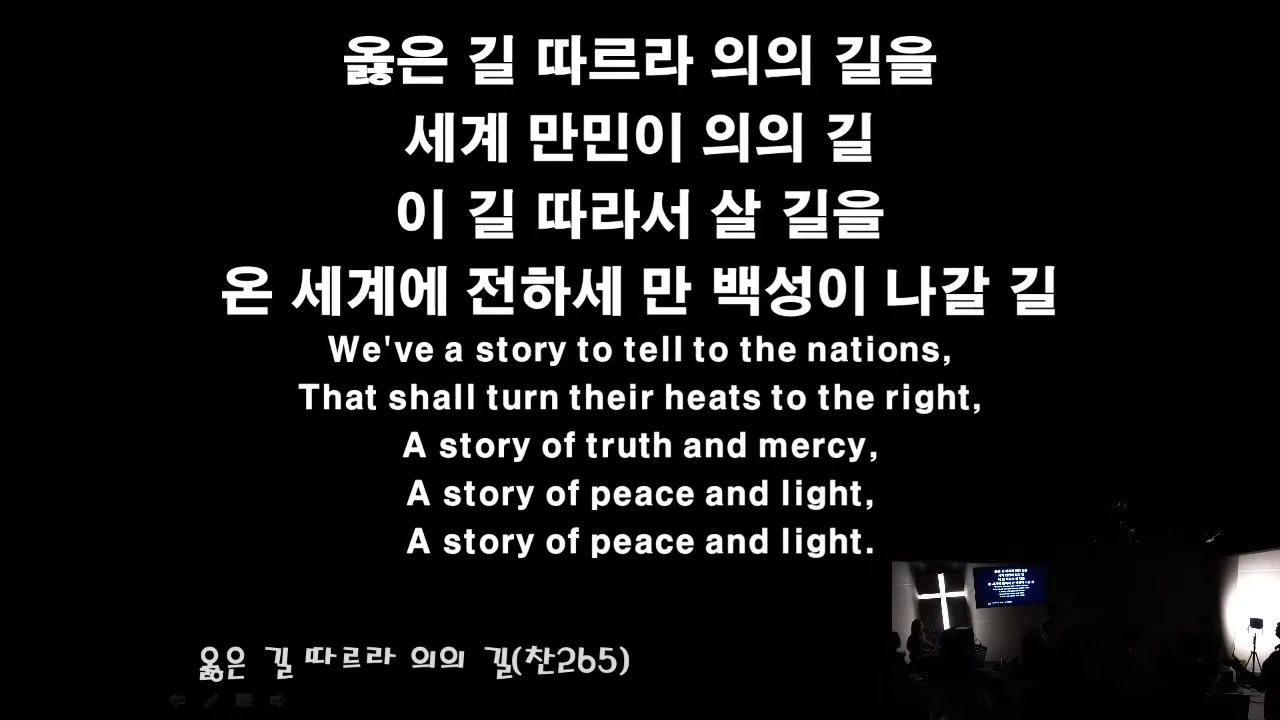 옳은 길 따르라 의의 길을
세계 만민이 의의 길
이 길 따라서 살 길을
온 세계에 전하세 만 백성이 나갈 길
We've a story to tell to the nations,
That shall turn their heats to the right,
A story of truth and mercy,
A story of peace and light,
A story of peace and light.
옳은 길 따르라 의의 길(찬265)